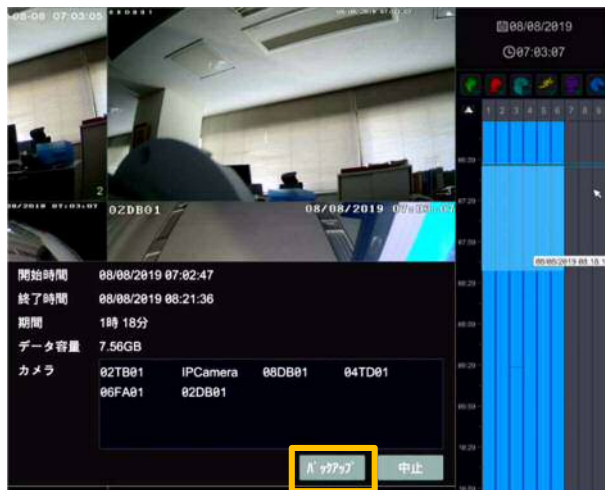 08/08/2019
07:03:07
08-08 07:03:05
1 2 3 4 5 6 7 8 9
2
3
02DB01
08/08/2019
開始時間 08/08/2019 07:02:47
終了時間 08/08/2019 08:21:36
期間 1時 18分
データ容量 7.56GB
カメラ
02TB01 IPCamera 08DB01 04TD01
06FA01 02DB01
バックアップ 中止